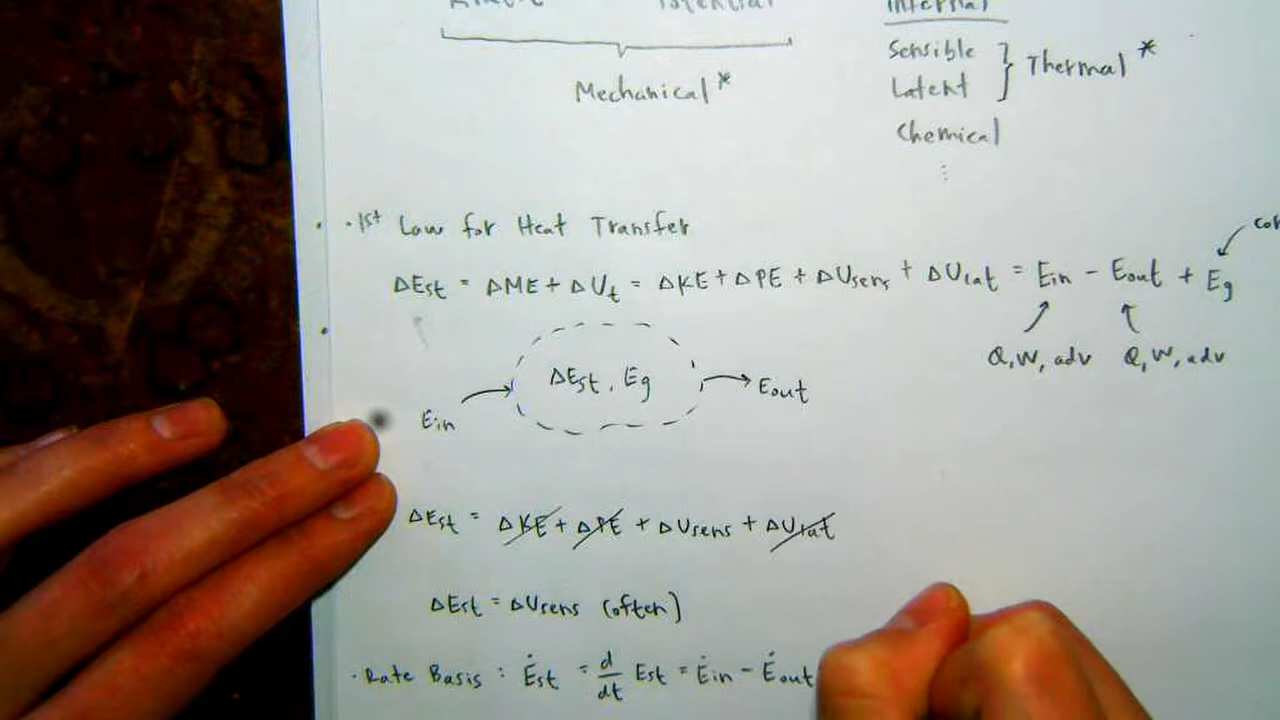 Internal
Sensible
Latent } Thermal *
Mechanical *
Chemical
⋮
· 1st Law for Heat Transfer
ΔEst = ΔME + ΔUt = ΔKE + ΔPE + ΔUsens + ΔUlat = Ein - Eout + Eg
Q, W, adv Q, W, adv
ΔEst, Eg
Ein
Eout
ΔEst = ΔKE + ΔPE + ΔUsens + ΔUlat
ΔEst = ΔUsens (often)
· Rate Basis : Ėst = d/dt Est = Ėin - Ėout